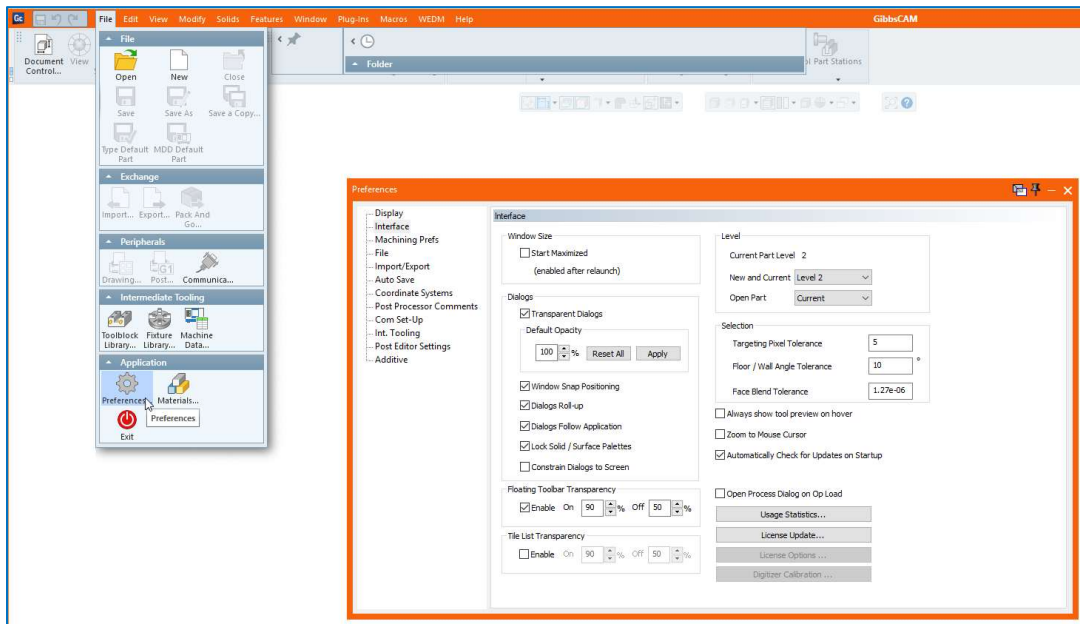 Gc File Edit View Modify Solids Features Window Plug-Ins Macros WEDM Help GibbsCAM
Document Control...
View
File
Open New Close
Save Save As Save a Copy...
Type Default Part
MDD Default Part
Exchange
Import... Export... Pack And Go...
Peripherals
Drawing... Post... Communica...
Intermediate Tooling
Toolblock Library...
Fixture Library...
Machine Data...
Application
Preferences... Materials...
Preferences
Exit
Folder
Part Stations
Preferences
Display
Interface
Machining Prefs
File
Import/Export
Auto Save
Coordinate Systems
Post Processor Comments
Com Set-Up
Int. Tooling
Post Editor Settings
Additive
Interface
Window Size
Start Maximized
(enabled after relaunch)
Dialogs
Transparent Dialogs
Default Opacity
100 % Reset All Apply
Window Snap Positioning
Dialogs Roll-up
Dialogs Follow Application
Lock Solid / Surface Palettes
Constrain Dialogs to Screen
Floating Toolbar Transparency
Enable On 90 % Off 50 %
Tile List Transparency
Enable On 90 % Off 50 %
Level
Current Part Level 2
New and Current Level 2
Open Part Current
Selection
Targeting Pixel Tolerance 5
Floor / Wall Angle Tolerance 10 °
Face Blend Tolerance 1.27e-06
Always show tool preview on hover
Zoom to Mouse Cursor
Automatically Check for Updates on Startup
Open Process Dialog on Op Load
Usage Statistics...
License Update...
License Options ...
Digitizer Calibration ...